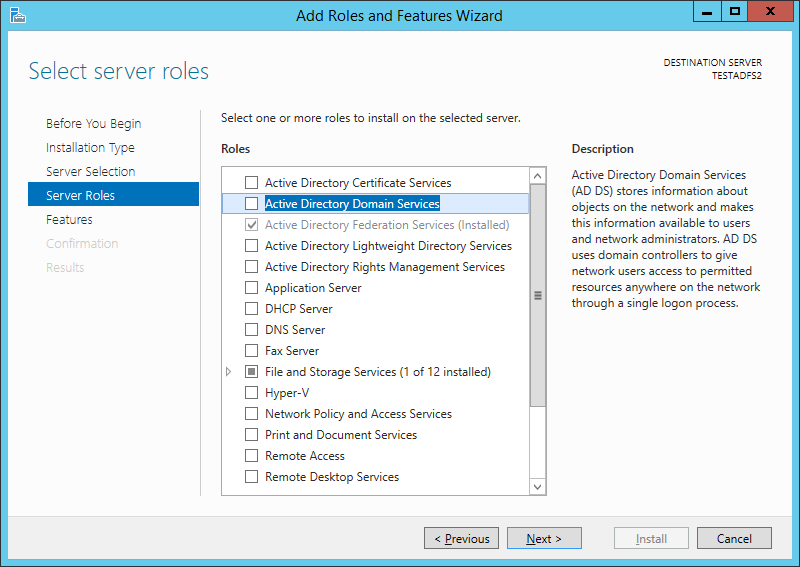 Add Roles and Features Wizard
Select server roles
DESTINATION SERVER
TESTADFS2
Before You Begin
Installation Type
Server Selection
Server Roles
Features
Confirmation
Results
Select one or more roles to install on the selected server.
Roles
Active Directory Certificate Services
Active Directory Domain Services
Active Directory Federation Services (Installed)
Active Directory Lightweight Directory Services
Active Directory Rights Management Services
Application Server
DHCP Server
DNS Server
Fax Server
File and Storage Services (1 of 12 installed)
Hyper-V
Network Policy and Access Services
Print and Document Services
Remote Access
Remote Desktop Services
Description
Active Directory Domain Services
(AD DS) stores information about
objects on the network and makes
this information available to users
and network administrators. AD DS
uses domain controllers to give
network users access to permitted
resources anywhere on the network
through a single logon process.
< Previous
Next >
Install
Cancel